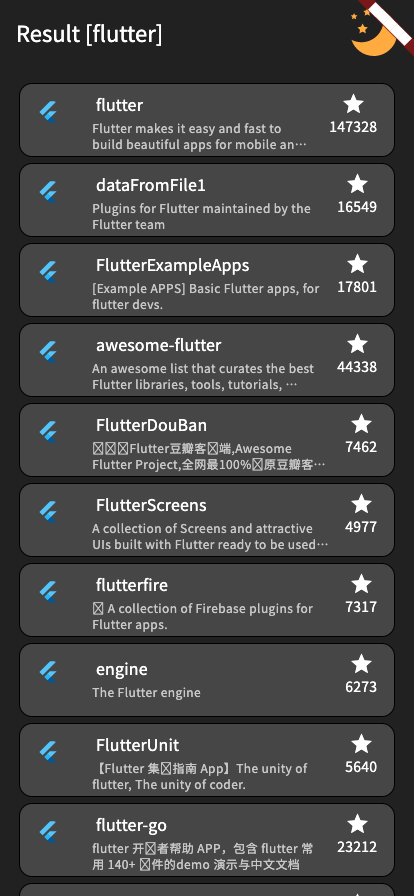 Result [flutter]
flutter
147328
Flutter makes it easy and fast to
build beautiful apps for mobile an…
dataFromFile1
16549
Plugins for Flutter maintained by the
Flutter team
FlutterExampleApps
17801
[Example APPS] Basic Flutter apps, for
flutter devs.
awesome-flutter
44338
An awesome list that curates the best
Flutter libraries, tools, tutorials, …
FlutterDouBan
7462
Flutter豆瓣客端,Awesome
Flutter Project,全网最100%原豆瓣客…
FlutterScreens
4977
A collection of Screens and attractive
UIs built with Flutter ready to be used…
flutterfire
7317
A collection of Firebase plugins for
Flutter apps.
engine
6273
The Flutter engine
FlutterUnit
5640
【Flutter 集指南 App】The unity of
flutter, The unity of coder.
flutter-go
23212
flutter 开者帮助 APP，包含 flutter 常
用 140+ 件的demo 演示与中文文档